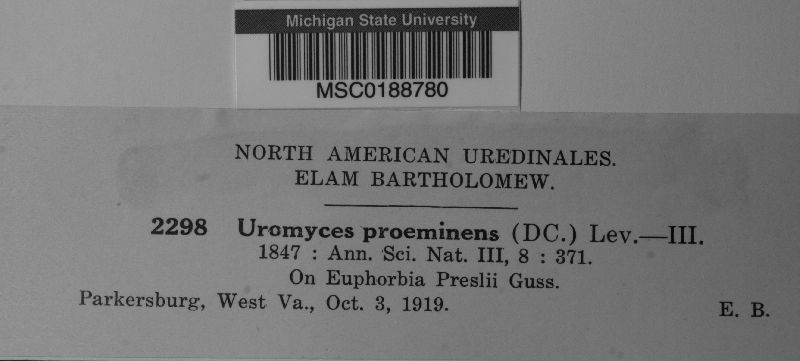 Michigan State University
MSC0188780
NORTH AMERICAN UREDINALES.
ELAM BARTHOLOMEW.
2298 Uromyces proeminens (DC.) Lev.—III.
1847 : Ann. Sci. Nat. III, 8 : 371.
On Euphorbia Preslii Guss.
Parkersburg, West Va., Oct. 3, 1919. E. B.